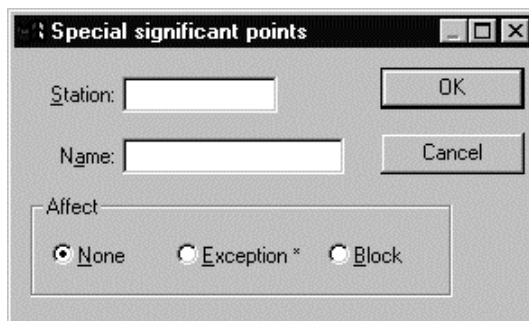 Special significant points
Station:
OK
Name:
Cancel
Affect
None Exception * Block